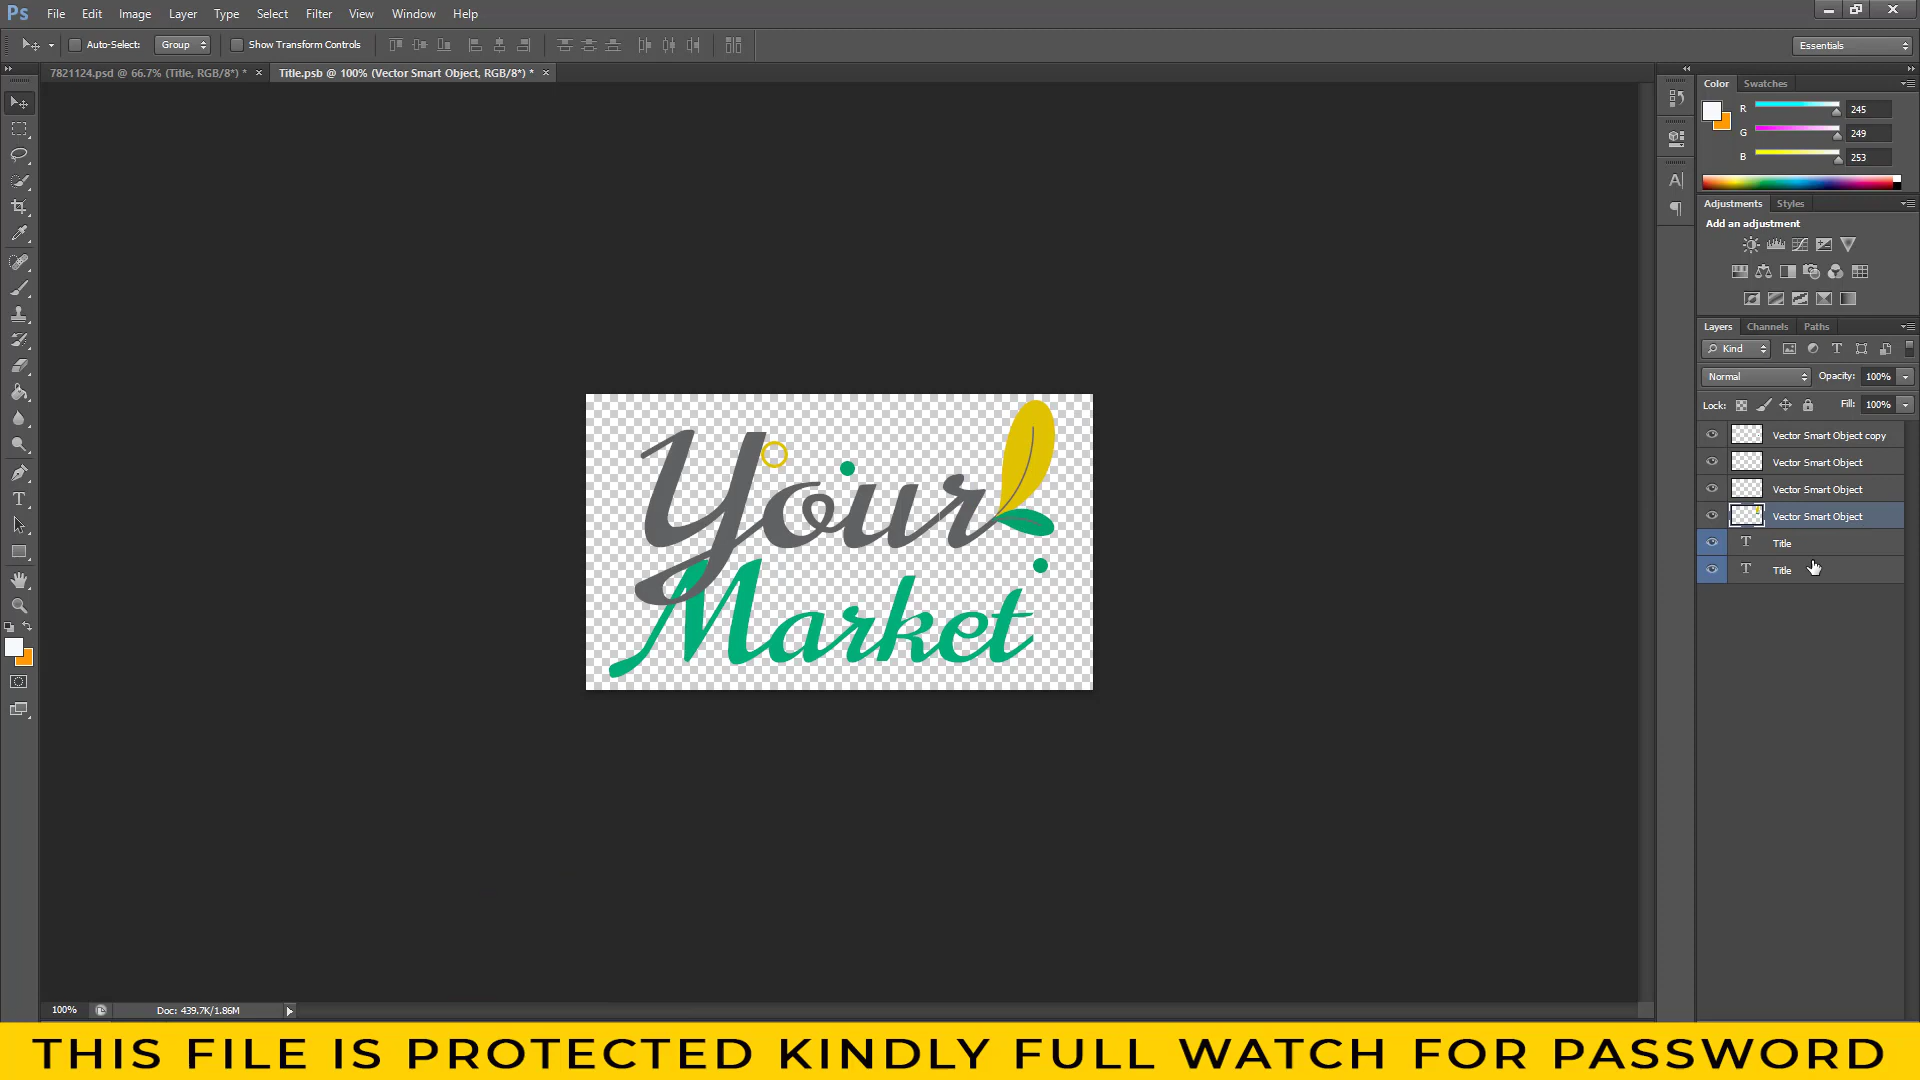 Ps File Edit Image Layer Type Select Filter View Window Help
Auto-Select: Group Show Transform Controls Essentials
7821124.psd @ 66.7% (Title, RGB/8*) * × Title.psb @ 100% (Vector Smart Object, RGB/8*) * ×
Color Swatches
R 245
G 249
B 253
Adjustments Styles
Add an adjustment
Layers Channels Paths
Kind
Normal Opacity: 100%
Lock: Fill: 100%
Vector Smart Object copy
Vector Smart Object
Vector Smart Object
Vector Smart Object
T Title
T Title
Your
Market
100% Doc: 439.7K/1.86M
THIS FILE IS PROTECTED KINDLY FULL WATCH FOR PASSWORD